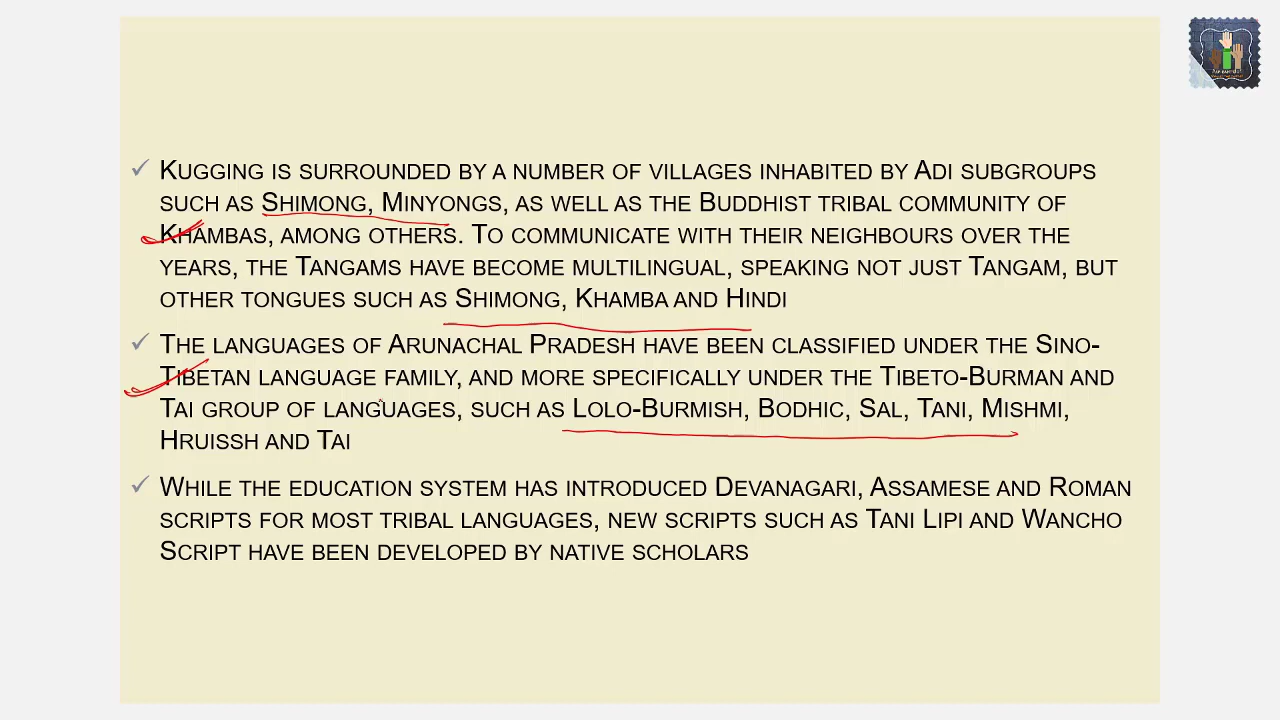 Kugging is surrounded by a number of villages inhabited by Adi subgroups
such as Shimong, Minyongs, as well as the Buddhist tribal community of
Khambas, among others. To communicate with their neighbours over the
years, the Tangams have become multilingual, speaking not just Tangam, but
other tongues such as Shimong, Khamba and Hindi
The languages of Arunachal Pradesh have been classified under the Sino-
Tibetan language family, and more specifically under the Tibeto-Burman and
Tai group of languages, such as Lolo-Burmish, Bodhic, Sal, Tani, Mishmi,
Hruissh and Tai
While the education system has introduced Devanagari, Assamese and Roman
scripts for most tribal languages, new scripts such as Tani Lipi and Wancho
Script have been developed by native scholars